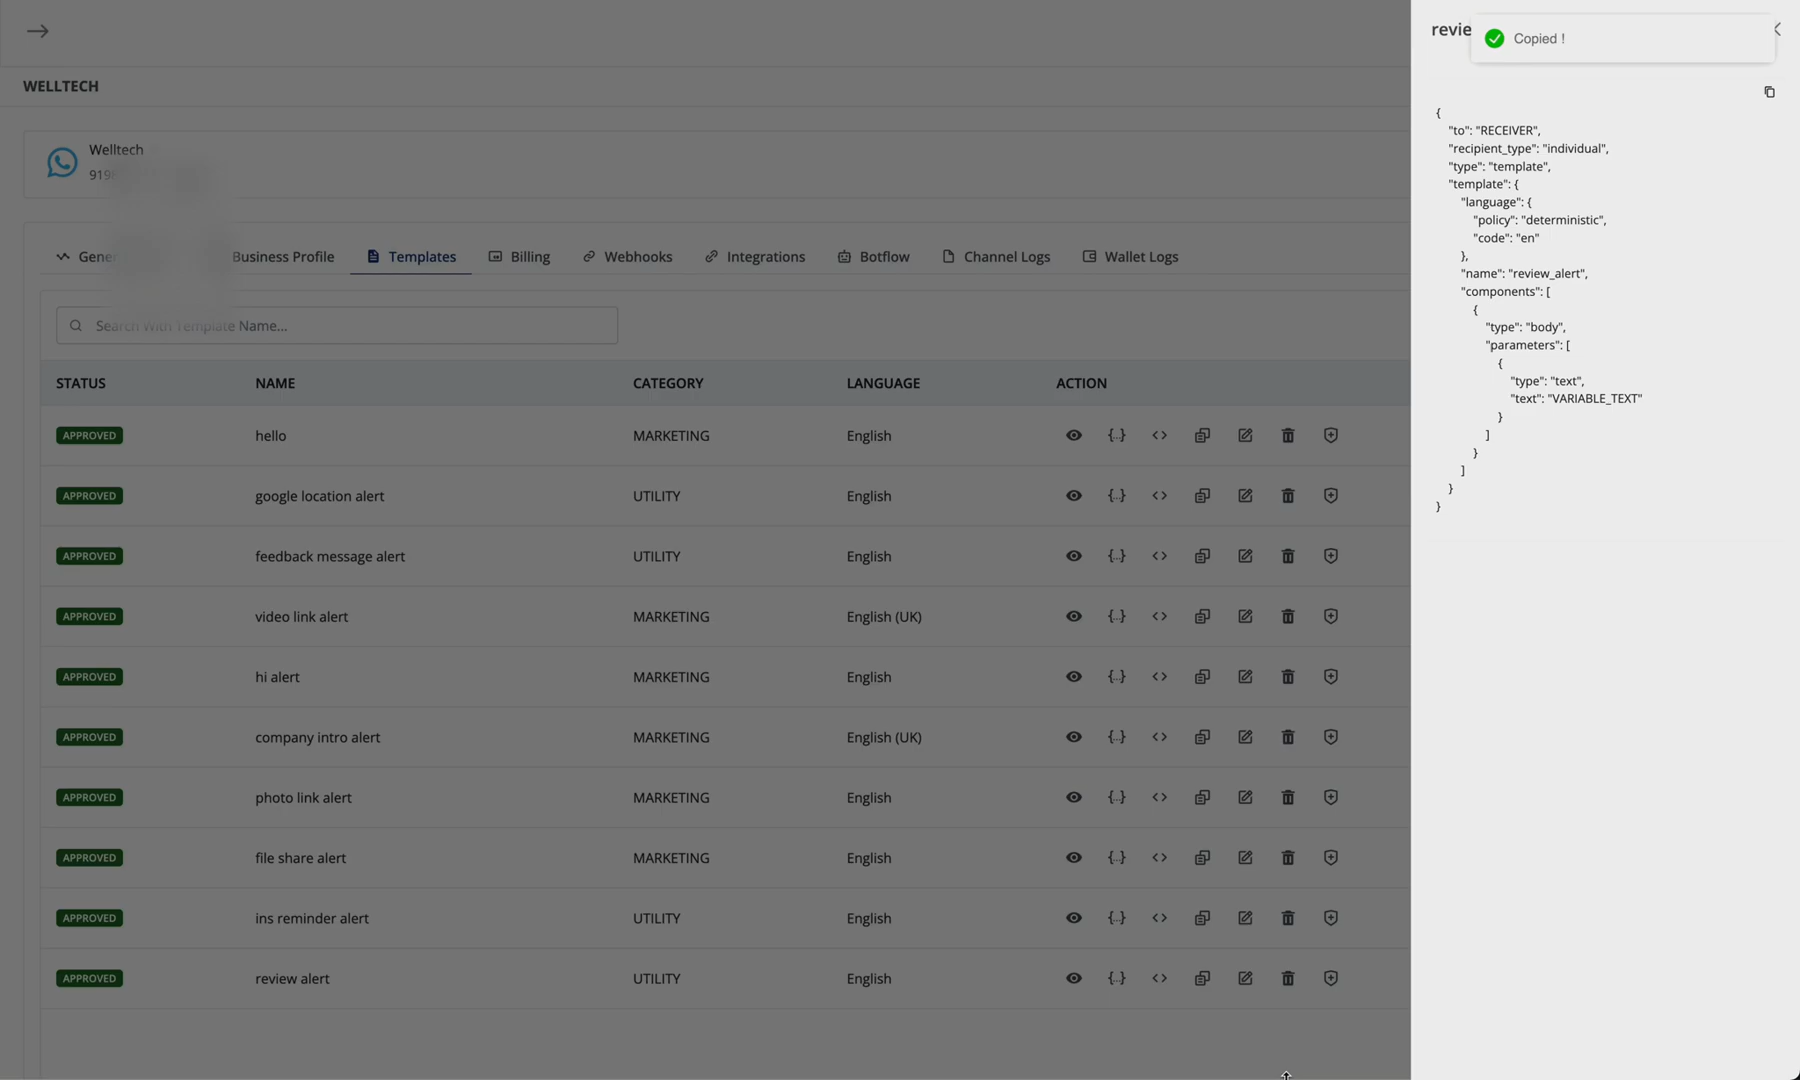 WELLTECH
Welltech
Business Profile
Templates
Billing
Webhooks
Integrations
Botflow
Channel Logs
Wallet Logs
Search With Template Name...
STATUS NAME CATEGORY LANGUAGE ACTION
APPROVED hello MARKETING English {..} <>
APPROVED google location alert UTILITY English {..} <>
APPROVED feedback message alert UTILITY English {..} <>
APPROVED video link alert MARKETING English (UK) {..} <>
APPROVED hi alert MARKETING English {..} <>
APPROVED company intro alert MARKETING English (UK) {..} <>
APPROVED photo link alert MARKETING English {..} <>
APPROVED file share alert MARKETING English {..} <>
APPROVED ins reminder alert UTILITY English {..} <>
APPROVED review alert UTILITY English {..} <>
Copied !
{
"to": "RECEIVER",
"recipient_type": "individual",
"type": "template",
"template": {
"language": {
"policy": "deterministic",
"code": "en"
},
"name": "review_alert",
"components": [
{
"type": "body",
"parameters": [
{
"type": "text",
"text": "VARIABLE_TEXT"
}
]
}
]
}
}